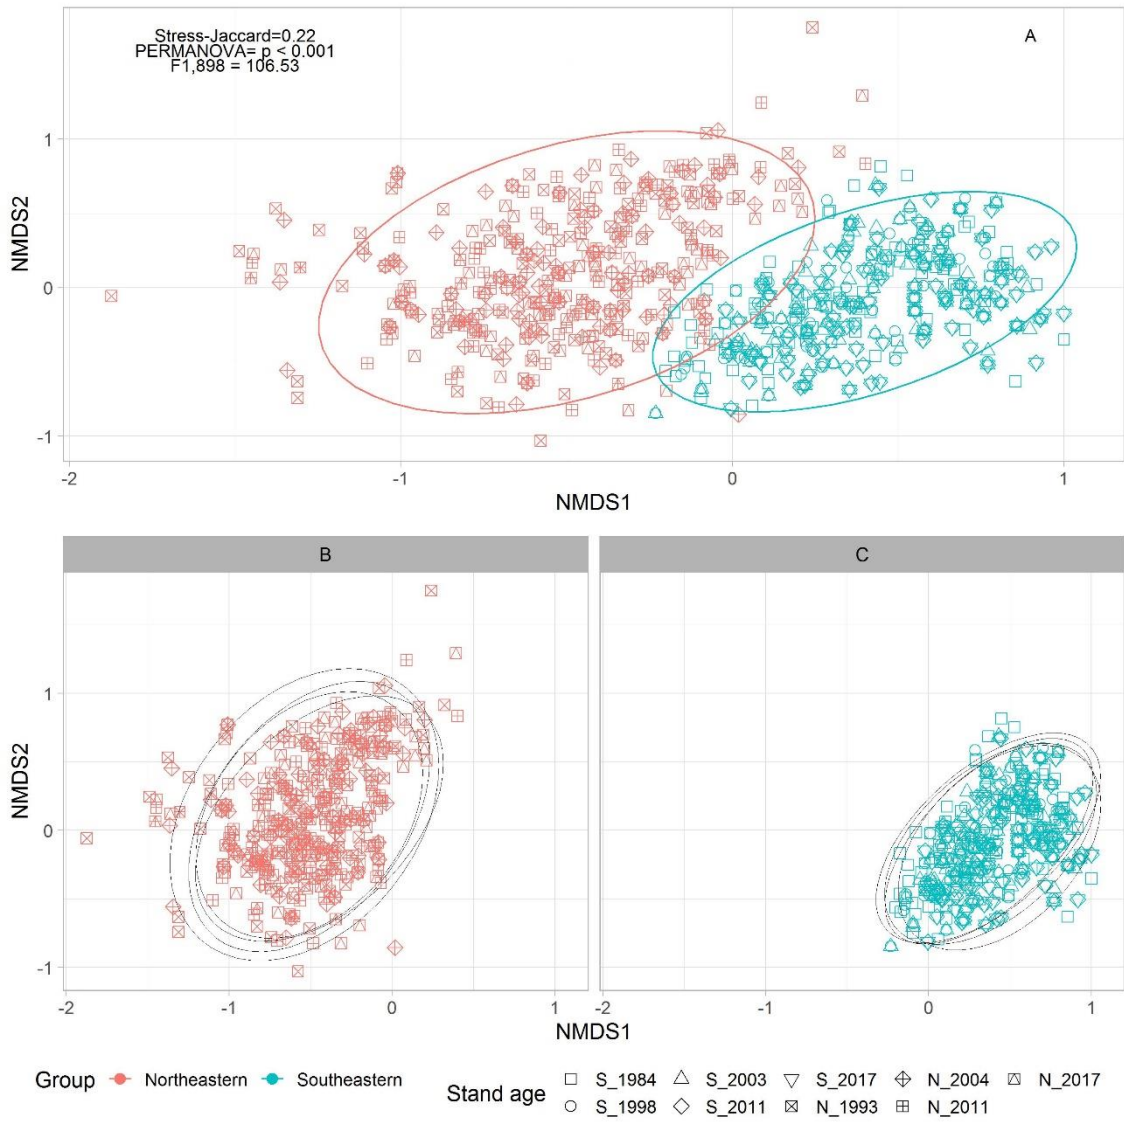 Stress-Jaccard=0.22
PERMANOVA= p < 0.001
F1,898 = 106.53
A
NMDS2
1
0
-1
-2
-1
0
1
NMDS1
B
C
NMDS2
1
0
-1
-2
-1
0
-2
-1
0
1
NMDS1
Group
Northeastern
Southeastern
Stand age
S_1984
S_2003
S_2017
N_2004
N_2017
S_1998
S_2011
N_1993
N_2011